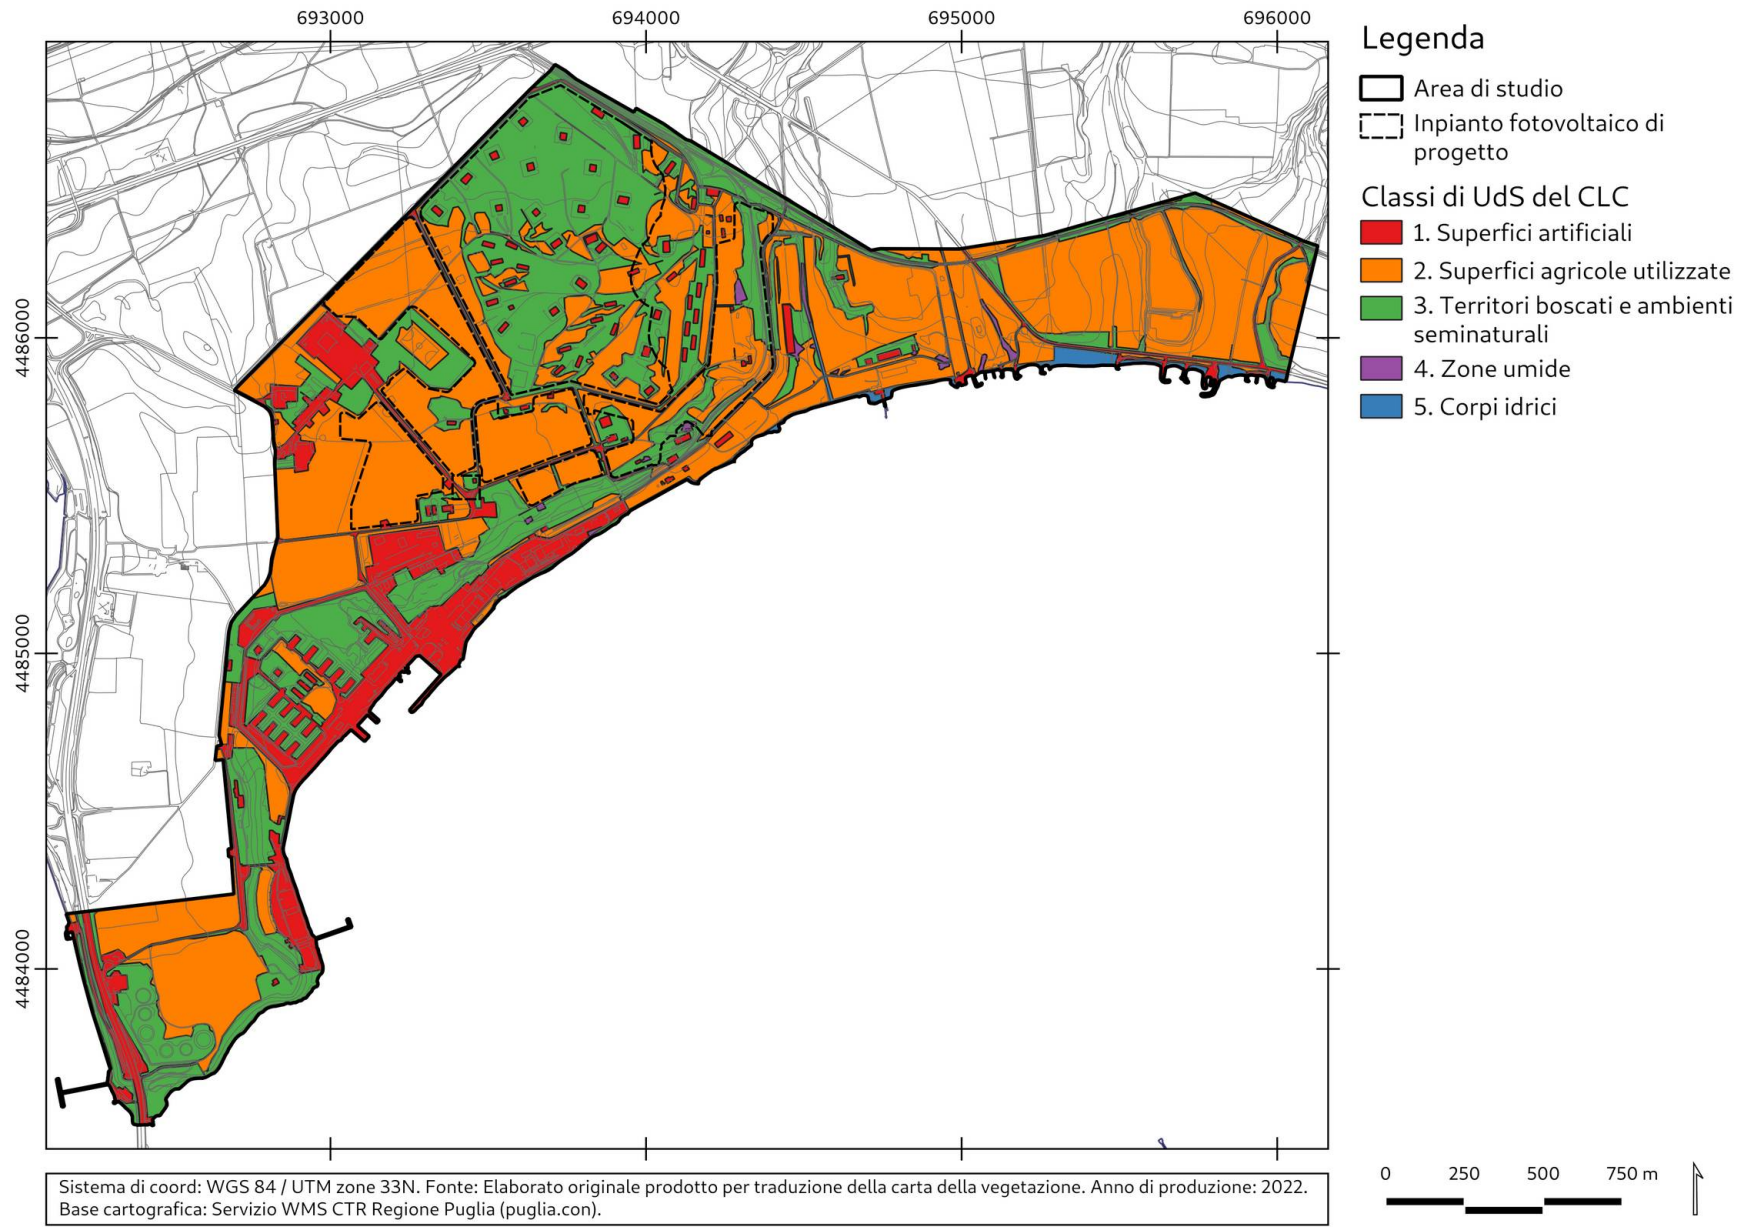 693000 694000 695000 696000
4486000
4485000
4484000
Legenda
Area di studio
Inpianto fotovoltaico di
progetto
Classi di UdS del CLC
1. Superfici artificiali
2. Superfici agricole utilizzate
3. Territori boscati e ambienti
seminaturali
4. Zone umide
5. Corpi idrici
0 250 500 750 m
Sistema di coord: WGS 84 / UTM zone 33N. Fonte: Elaborato originale prodotto per traduzione della carta della vegetazione. Anno di produzione: 2022.
Base cartografica: Servizio WMS CTR Regione Puglia (puglia.con).